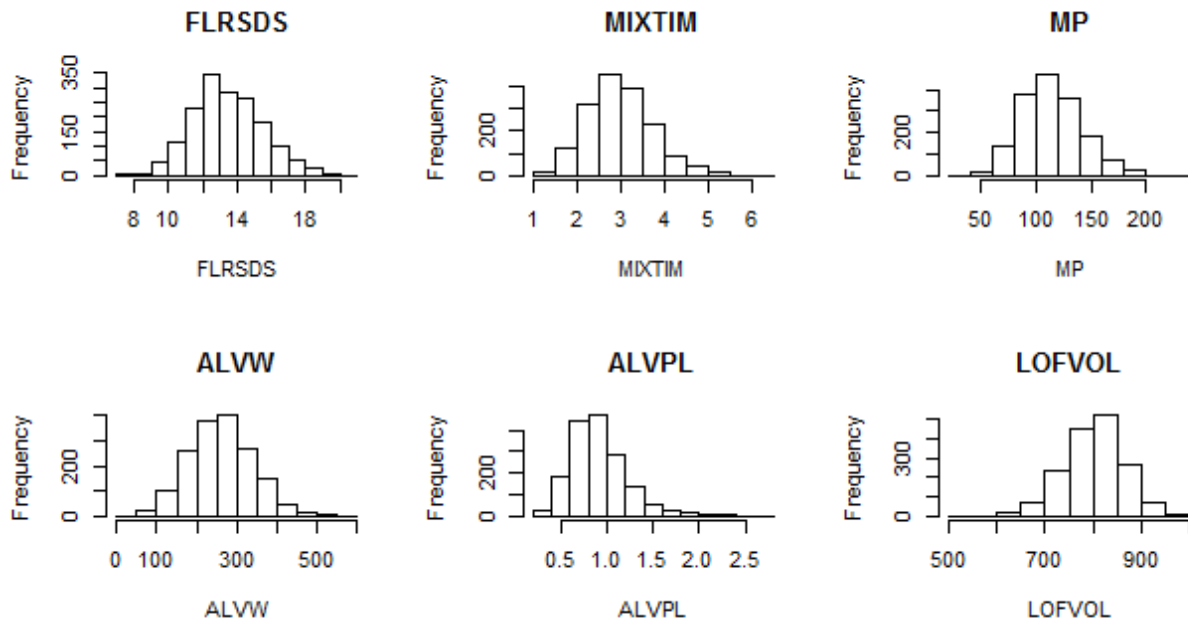 FLRSDS
Frequency
0 150 350
8 10 14 18
FLRSDS
MIXTIM
Frequency
0 200
1 2 3 4 5 6
MIXTIM
MP
Frequency
0 200
50 100 150 200
MP
ALVW
Frequency
0 200
0 100 300 500
ALVW
ALVPL
Frequency
0 200
0.5 1.0 1.5 2.0 2.5
ALVPL
LOFVOL
Frequency
0 300
500 700 900
LOFVOL